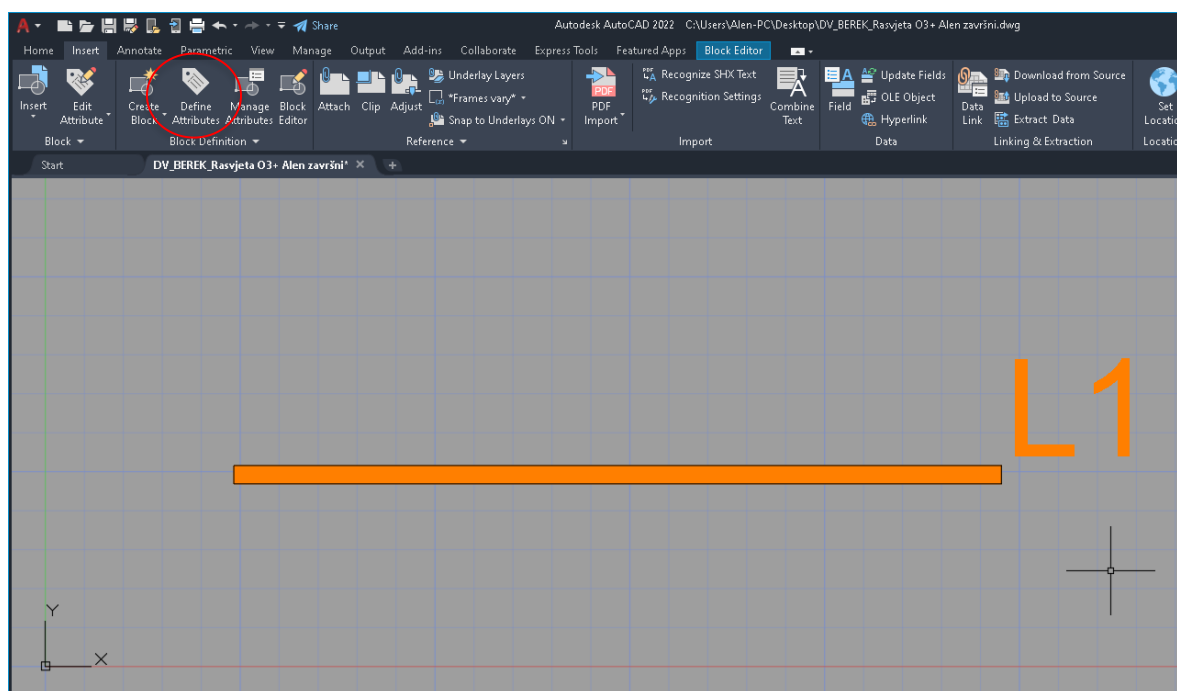 Share Autodesk AutoCAD 2022 C:\Users\Alen-PC\Desktop\DV_BEREK_Rasvjeta O3+ Alen završni.dwg
Home Insert Annotate Parametric View Manage Output Add-ins Collaborate Express Tools Featured Apps Block Editor
Insert
Edit Attribute
Create Block
Define Attributes
Manage Attributes
Block Editor
Block
Block Definition
Attach
Clip
Adjust
Underlay Layers
*Frames vary*
Snap to Underlays ON
Reference
PDF
PDF Import
PDF Recognize SHX Text
PDF Recognition Settings
A
Combine Text
Import
A
Field
Update Fields
OLE Object
Hyperlink
Data
Data Link
Download from Source
Upload to Source
Extract Data
Linking & Extraction
Set Locatio
Locatic
Start DV_BEREK_Rasvjeta O3+ Alen završni*
L1
Y
X